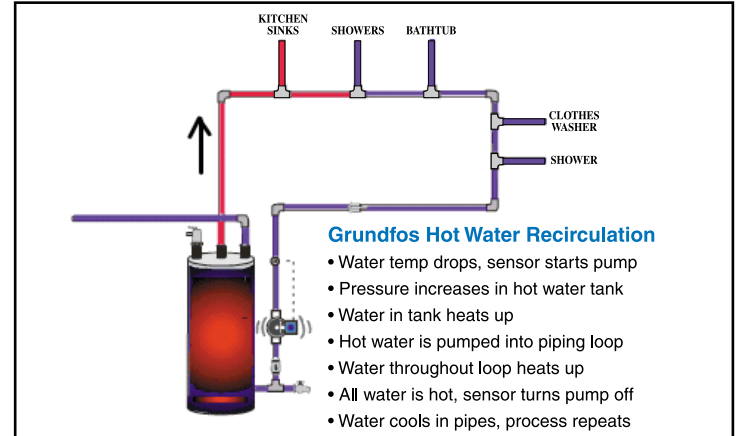 KITCHEN
SINKS
SHOWERS
BATHTUB
CLOTHES
WASHER
SHOWER
Grundfos Hot Water Recirculation
• Water temp drops, sensor starts pump
• Pressure increases in hot water tank
• Water in tank heats up
• Hot water is pumped into piping loop
• Water throughout loop heats up
• All water is hot, sensor turns pump off
• Water cools in pipes, process repeats